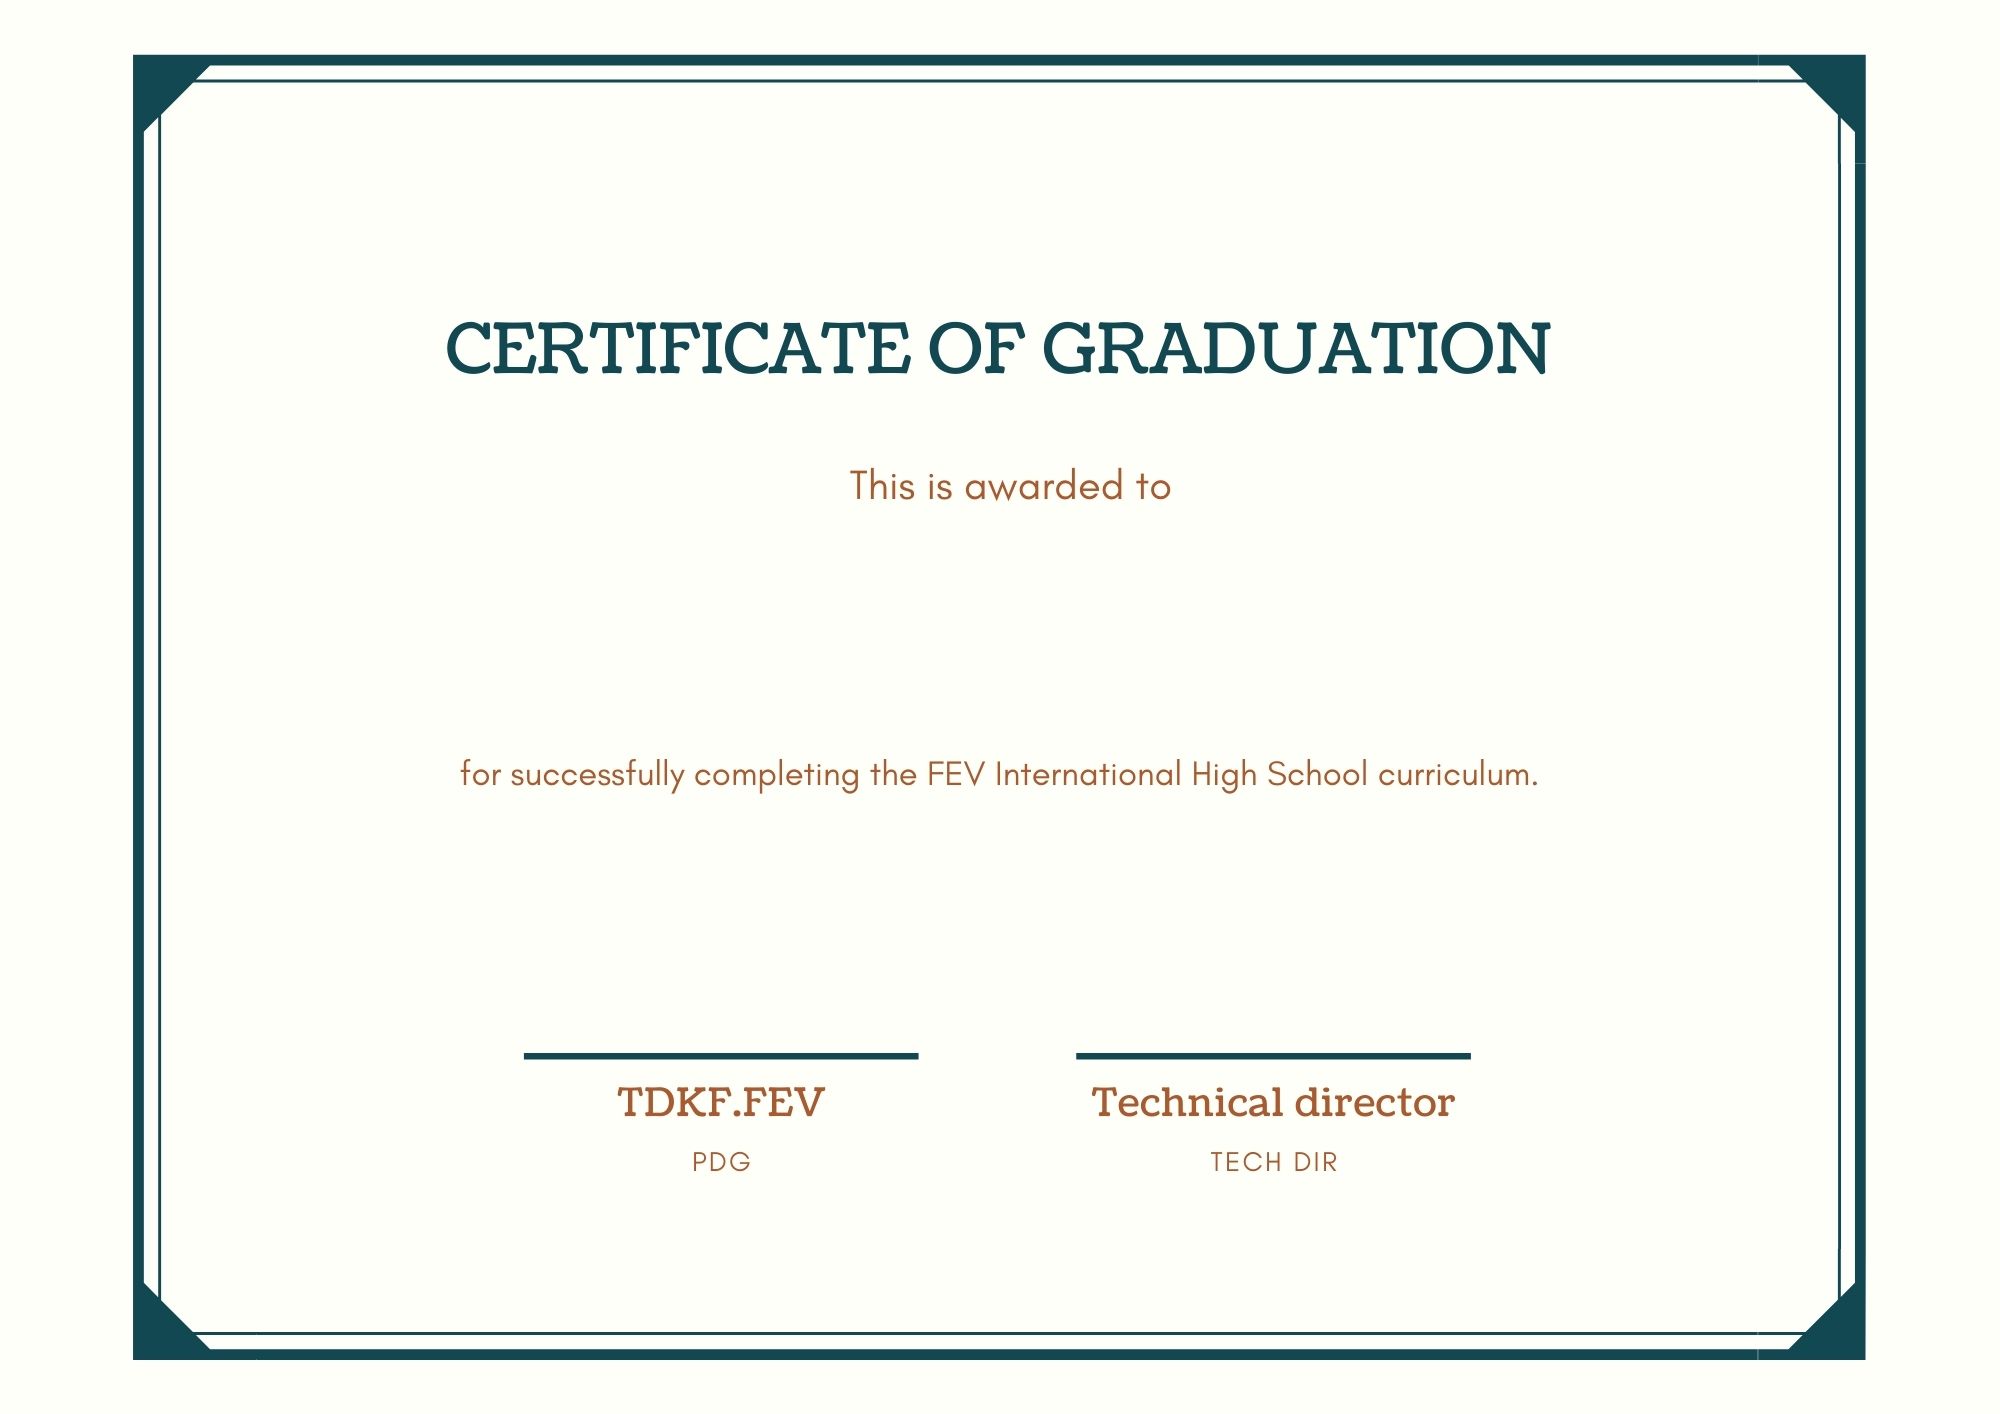 CERTIFICATE OF GRADUATION
This is awarded to
for successfully completing the FEV International High School curriculum.
TDKF.FEV
Technical director
PDG
TECH DIR